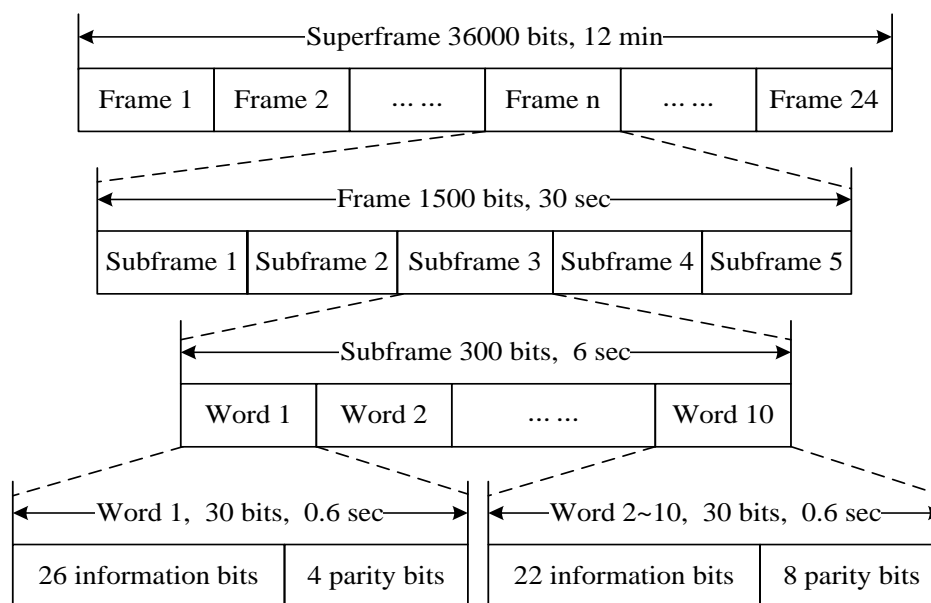 Superframe 36000 bits, 12 min
Frame 1 Frame 2 ... ... Frame n ... ... Frame 24
Frame 1500 bits, 30 sec
Subframe 1 Subframe 2 Subframe 3 Subframe 4 Subframe 5
Subframe 300 bits, 6 sec
Word 1 Word 2 ... ... Word 10
Word 1, 30 bits, 0.6 sec Word 2~10, 30 bits, 0.6 sec
26 information bits 4 parity bits 22 information bits 8 parity bits